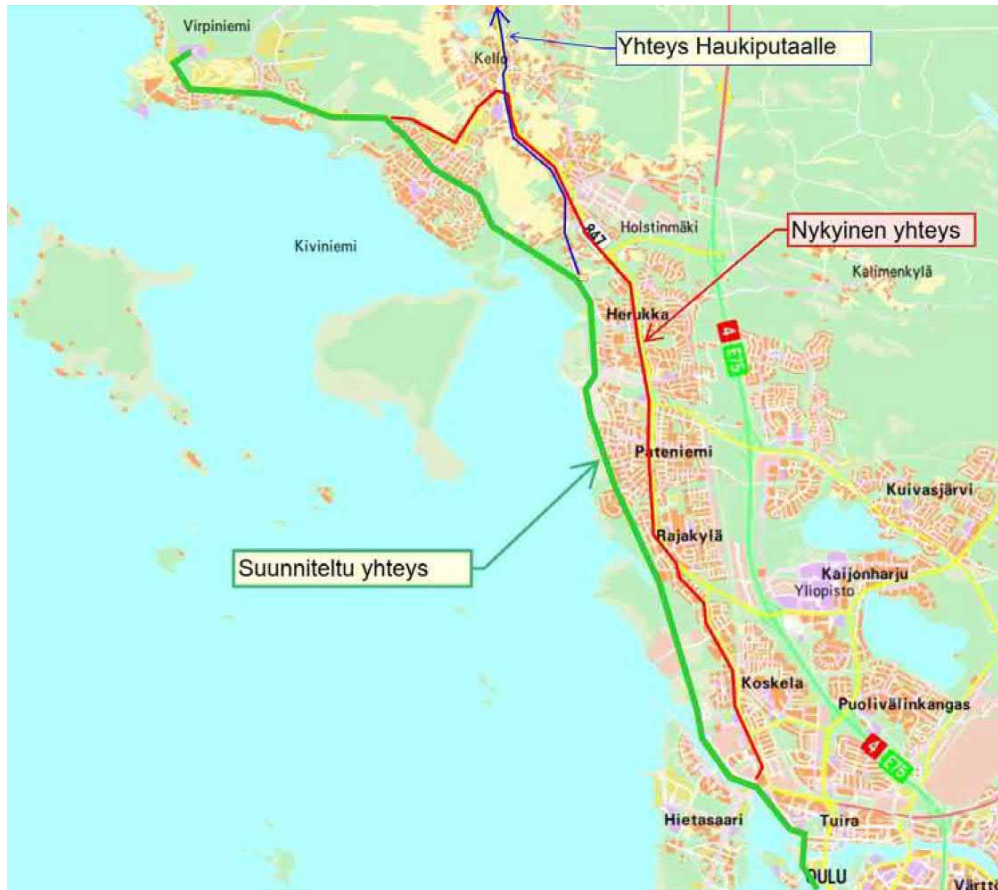 Virpiniemi
Yhteys Haukiputaalle
Kello
847
Holstinmäki
Nykyinen yhteys
Kiviniemi
Kalimenkylä
Herukka
4
E75
Pateniemi
Kuivasjärvi
Rajakylä
Suunniteltu yhteys
Kaijonharju
Yliopisto
Koskela
Puolivälinkangas
4
E75
Hietasaari
Tuira
OULU
Värttö